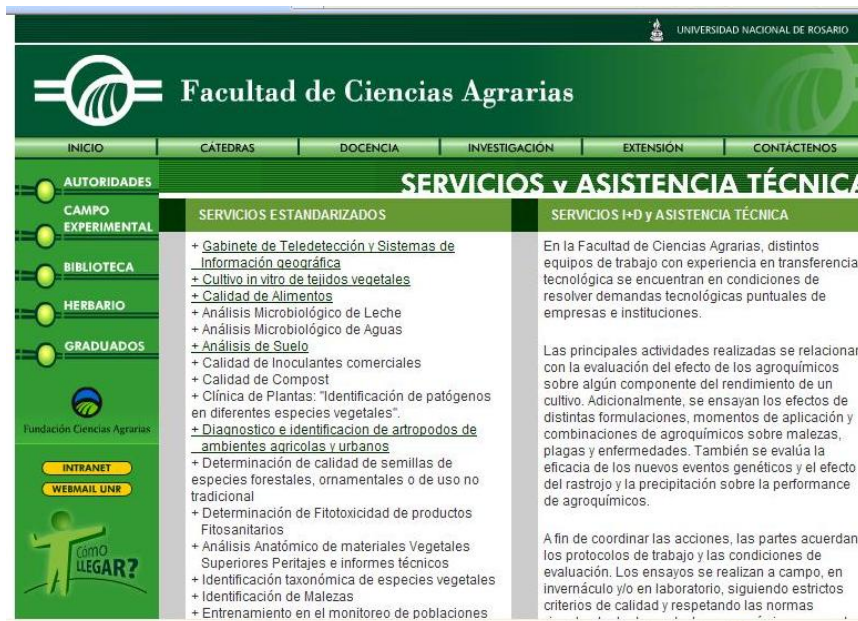 UNIVERSIDAD NACIONAL DE ROSARIO
Facultad de Ciencias Agrarias
INICIO
CÁTEDRAS
DOCENCIA
INVESTIGACIÓN
EXTENSIÓN
CONTÁCTENOS
AUTORIDADES
CAMPO
EXPERIMENTAL
BIBLIOTECA
HERBARIO
GRADUADOS
Fundación Ciencias Agrarias
INTRANET
WEBMAIL UNR
CÓMO
LLEGAR?
SERVICIOS y ASISTENCIA TÉCNICA
SERVICIOS ESTANDARIZADOS
+ Gabinete de Teledetección y Sistemas de
Información geográfica
+ Cultivo in vitro de tejidos vegetales
+ Calidad de Alimentos
+ Análisis Microbiológico de Leche
+ Análisis Microbiológico de Aguas
+ Análisis de Suelo
+ Calidad de Inoculantes comerciales
+ Calidad de Compost
+ Clínica de Plantas: "Identificación de patógenos
en diferentes especies vegetales".
+ Diagnostico e identificacion de artropodos de
ambientes agricolas y urbanos
+ Determinación de calidad de semillas de
especies forestales, ornamentales o de uso no
tradicional
+ Determinación de Fitotoxicidad de productos
Fitosanitarios
+ Análisis Anatómico de materiales Vegetales
Superiores Peritajes e informes técnicos
+ Identificación taxonómica de especies vegetales
+ Identificación de Malezas
+ Entrenamiento en el monitoreo de poblaciones
SERVICIOS I+D y ASISTENCIA TÉCNICA
En la Facultad de Ciencias Agrarias, distintos
equipos de trabajo con experiencia en transferencia
tecnológica se encuentran en condiciones de
resolver demandas tecnológicas puntuales de
empresas e instituciones.
Las principales actividades realizadas se relacionan
con la evaluación del efecto de los agroquímicos
sobre algún componente del rendimiento de un
cultivo. Adicionalmente, se ensayan los efectos de
distintas formulaciones, momentos de aplicación y
combinaciones de agroquímicos sobre malezas,
plagas y enfermedades. También se evalúa la
eficacia de los nuevos eventos genéticos y el efecto
del rastrojo y la precipitación sobre la performance
de agroquímicos.
A fin de coordinar las acciones, las partes acuerdan
los protocolos de trabajo y las condiciones de
evaluación. Los ensayos se realizan a campo, en
invernáculo y/o en laboratorio, siguiendo estrictos
criterios de calidad y respetando las normas